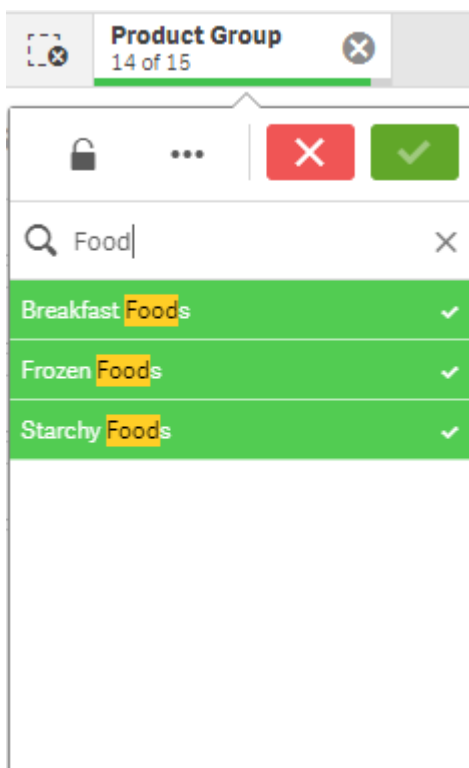 Product Group
14 of 15
Food
Breakfast Foods
Frozen Foods
Starchy Foods